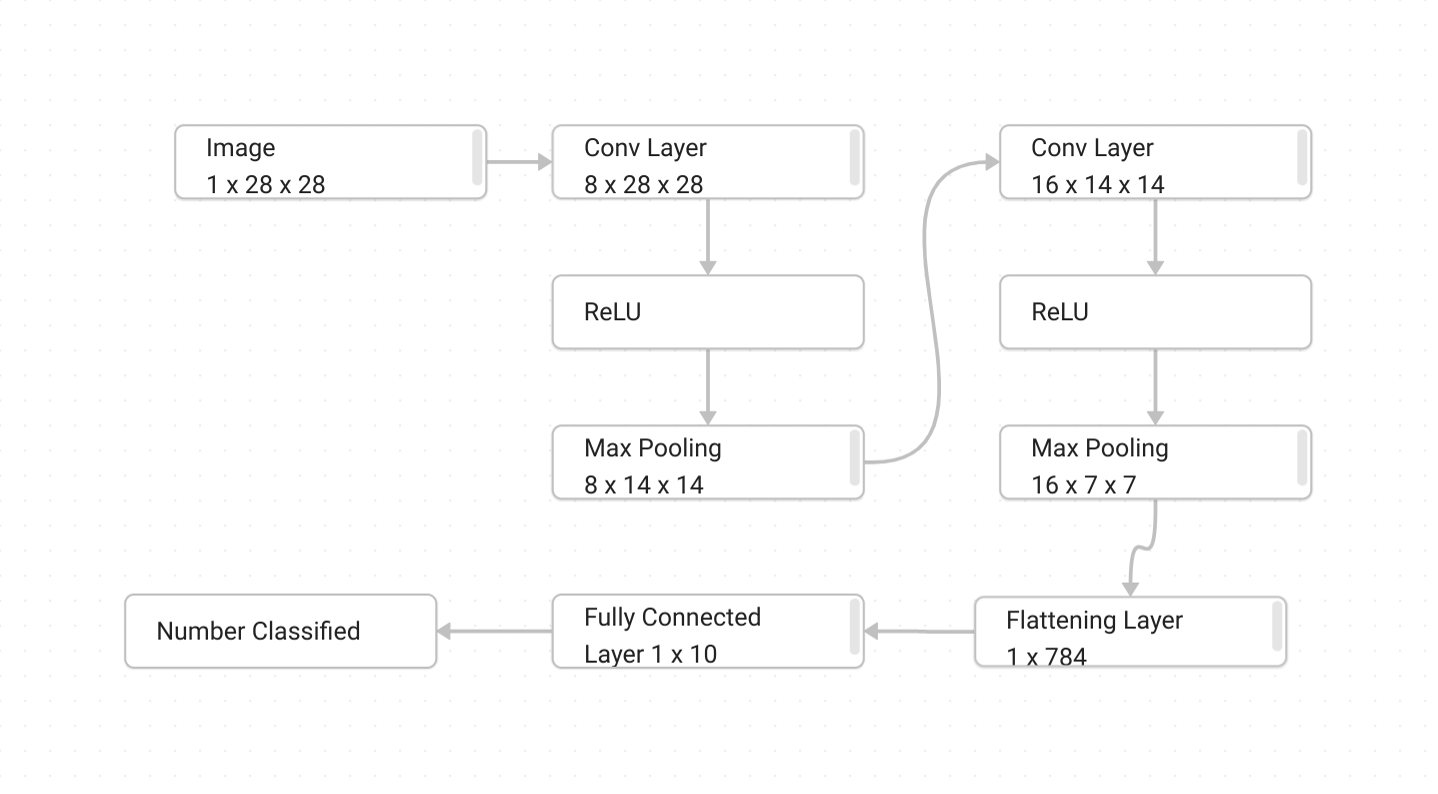 Image
1 x 28 x 28
Conv Layer
8 x 28 x 28
ReLU
Max Pooling
8 x 14 x 14
Conv Layer
16 x 14 x 14
ReLU
Max Pooling
16 x 7 x 7
Flattening Layer
1 x 784
Fully Connected
Layer 1 x 10
Number Classified